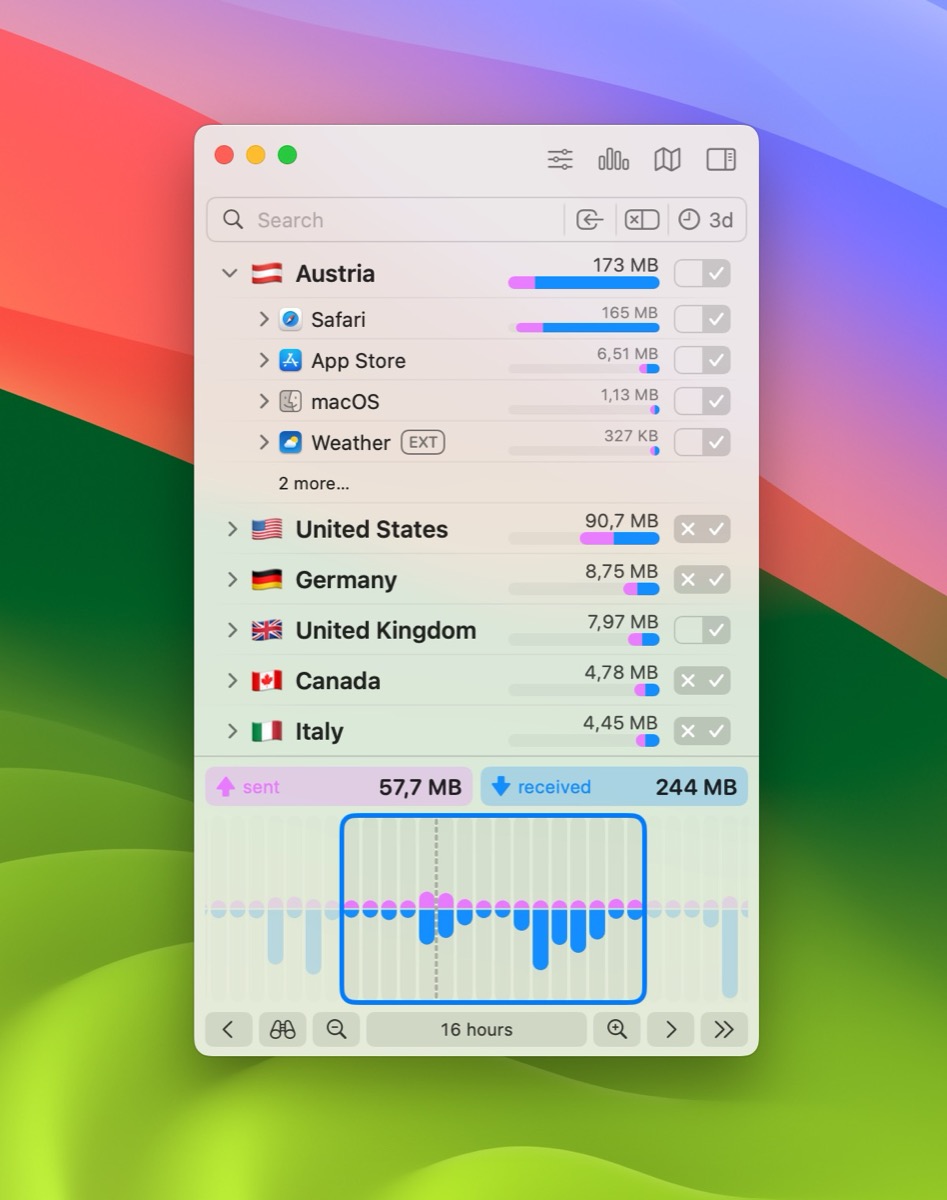 Search 3d
Austria 173 MB
Safari 165 MB
App Store 6,51 MB
macOS 1,13 MB
Weather EXT 327 KB
2 more...
United States 90,7 MB
Germany 8,75 MB
United Kingdom 7,97 MB
Canada 4,78 MB
Italy 4,45 MB
sent 57,7 MB received 244 MB
16 hours